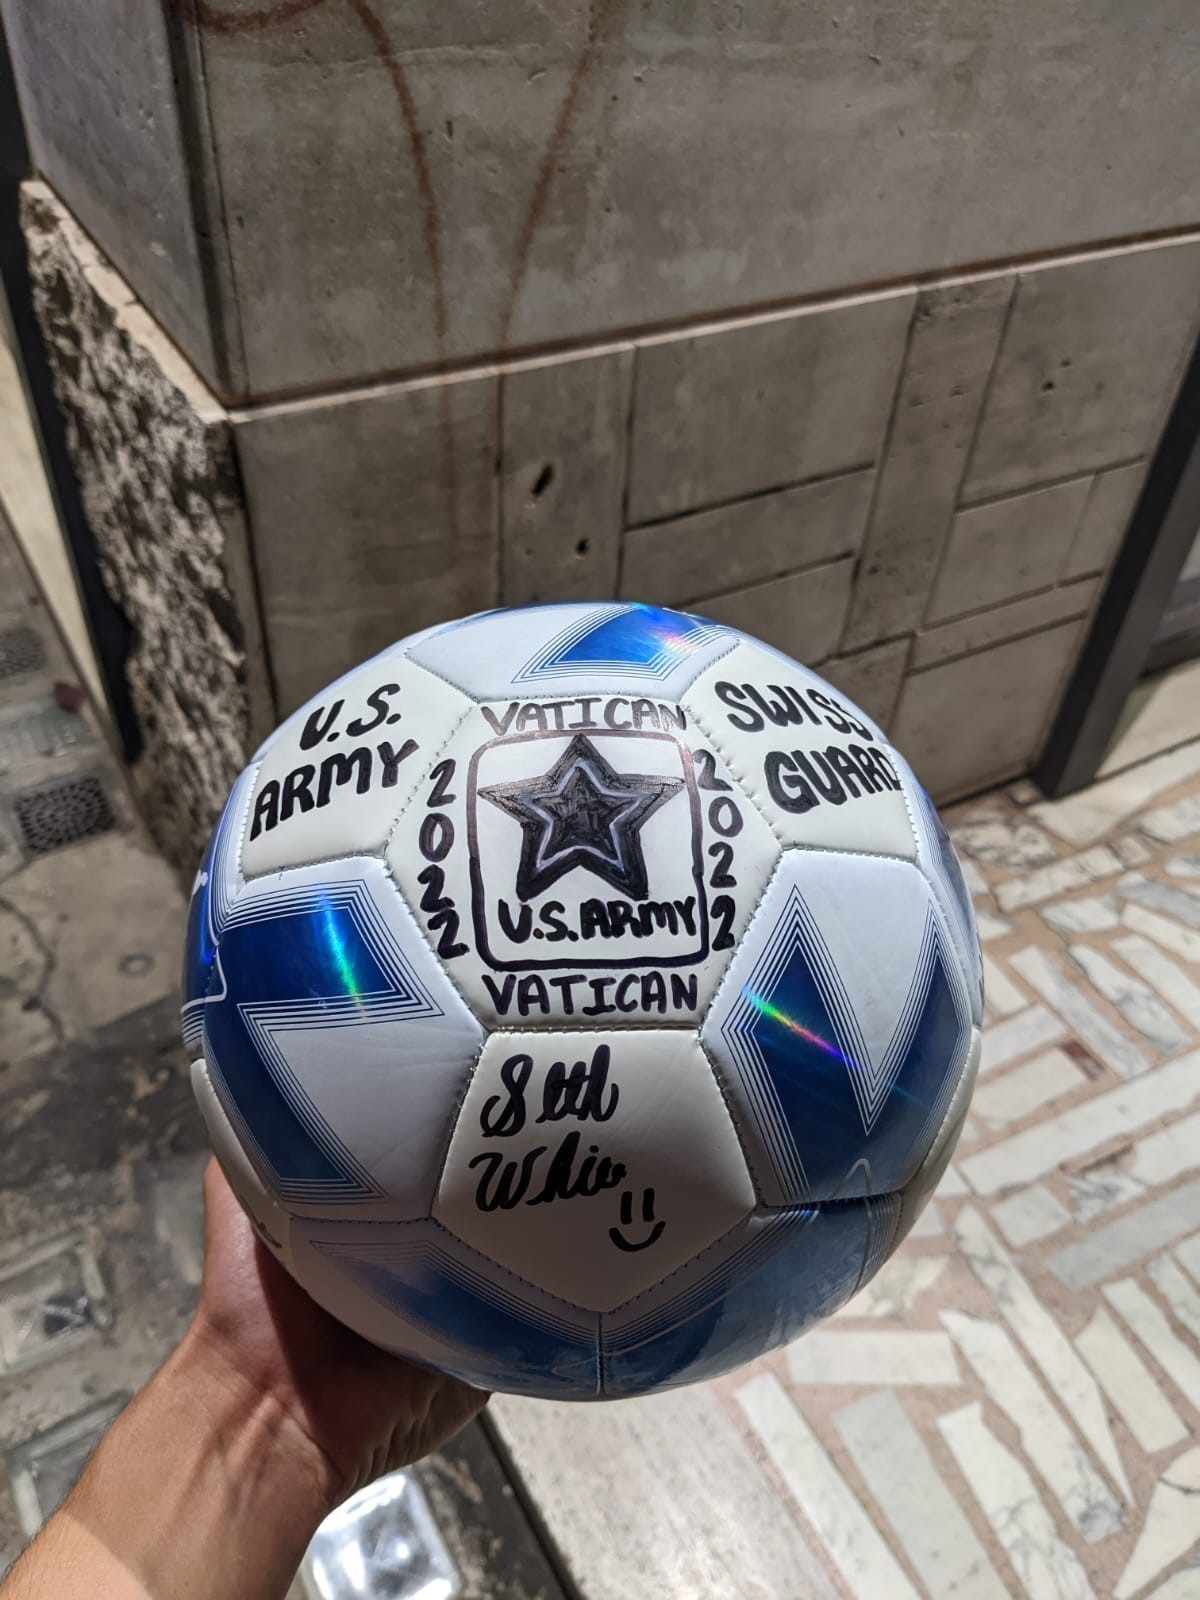 U.S.
ARMY
VATICAN
2022
2022
U.S. ARMY
VATICAN
SWISS
GUARD
Seth